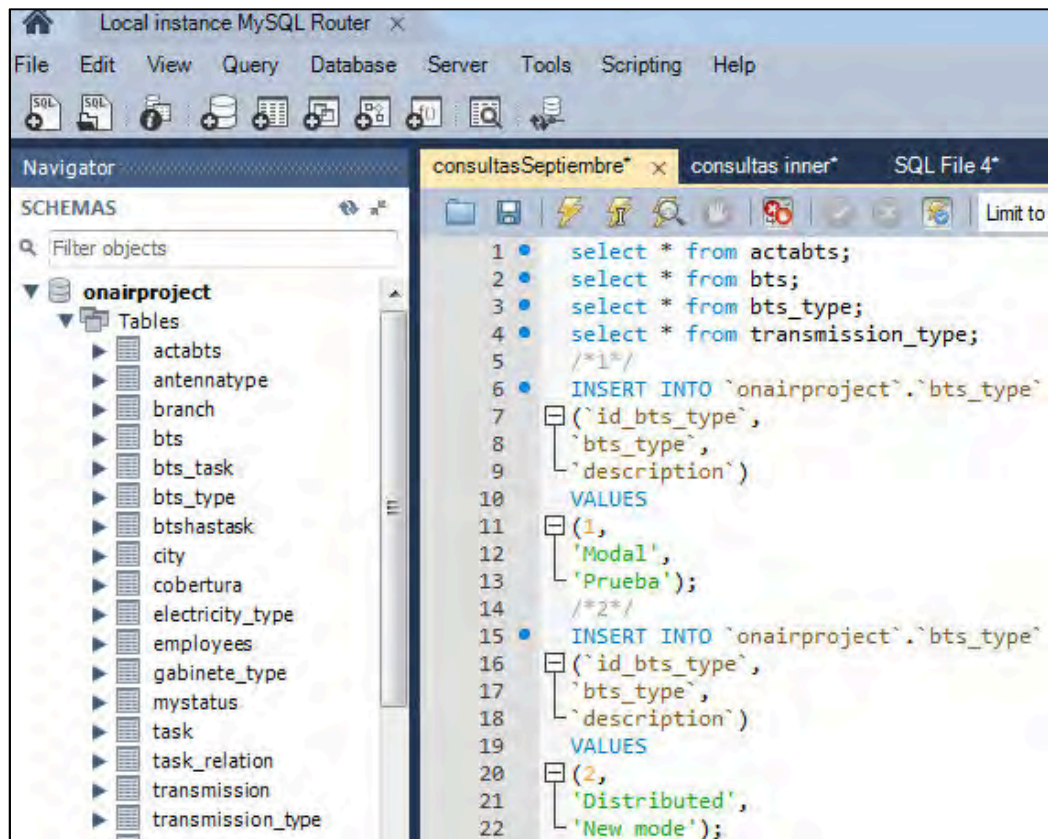 Local instance MySQL Router
File Edit View Query Database Server Tools Scripting Help
Navigator
SCHEMAS
Filter objects
onairproject
Tables
actabts
antennatype
branch
bts
bts_task
bts_type
btshastask
city
cobertura
electricity_type
employees
gabinete_type
mystatus
task
task_relation
transmission
transmission_type
consultasSeptiembre* consultas inner* SQL File 4*
Limit to
1 select * from actabts;
2 select * from bts;
3 select * from bts_type;
4 select * from transmission_type;
5 /*1*/
6 INSERT INTO `onairproject`.`bts_type`
7 (`id_bts_type`,
8 `bts_type`,
9 `description`)
10 VALUES
11 (1,
12 'Modal',
13 'Prueba');
14 /*2*/
15 INSERT INTO `onairproject`.`bts_type`
16 (`id_bts_type`,
17 `bts_type`,
18 `description`)
19 VALUES
20 (2,
21 'Distributed',
22 'New mode');